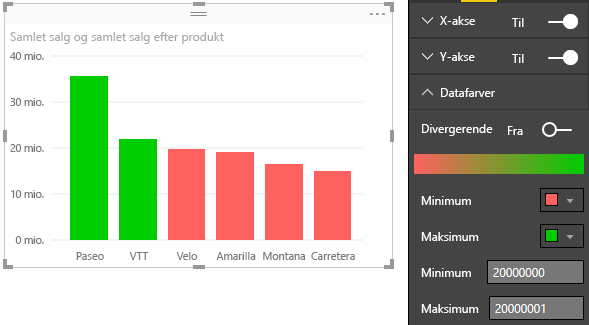 Samlet salg og samlet salg efter produkt
40 mio.
30 mio.
20 mio.
10 mio.
0 mio.
Paseo VTT Velo Amarilla Montana Carretera
X-akse Til
Y-akse Til
Datafarver
Divergerende Fra
Minimum
Maksimum
Minimum 20000000
Maksimum 20000001